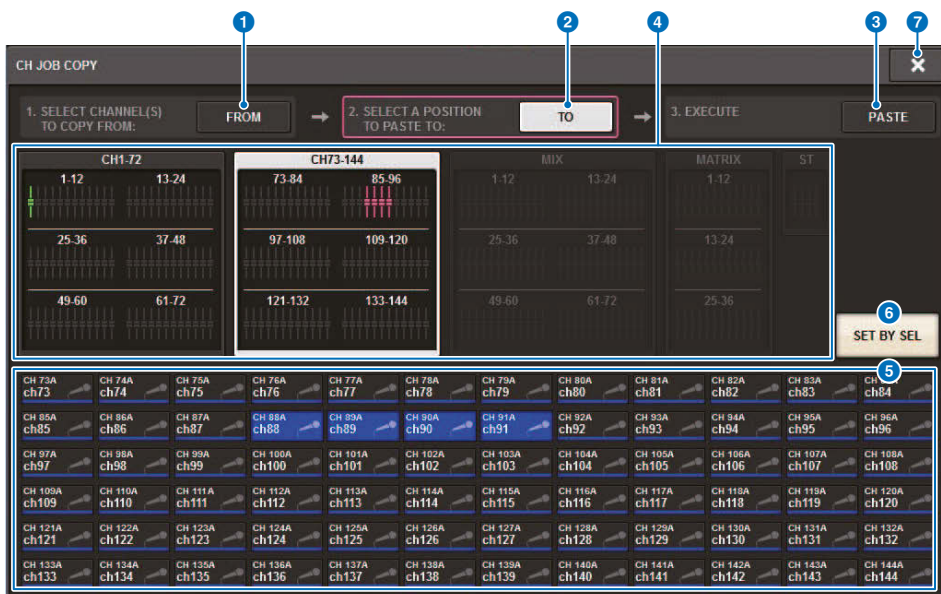 1 2 3 4 7
CH JOB COPY
1. SELECT CHANNEL(S) TO COPY FROM: FROM → 2. SELECT A POSITION TO PASTE TO: TO → 3. EXECUTE PASTE
CH1-72 CH73-144 MIX MATRIX ST
1-12 13-24 73-84 85-96 1-12 13-24 1-12
25-36 37-48 97-108 109-120 25-36 37-48 13-24
49-60 61-72 121-132 133-144 49-60 61-72 25-36
6
SET BY SEL
5
CH 73A CH 74A CH 75A CH 76A CH 77A CH 78A CH 79A CH 80A CH 81A CH 82A CH 83A
ch73 ch74 ch75 ch76 ch77 ch78 ch79 ch80 ch81 ch82 ch83 ch84
CH 85A CH 86A CH 87A CH 88A CH 89A CH 90A CH 91A CH 92A CH 93A CH 94A CH 95A CH 96A
ch85 ch86 ch87 ch88 ch89 ch90 ch91 ch92 ch93 ch94 ch95 ch96
CH 97A CH 98A CH 99A CH 100A CH 101A CH 102A CH 103A CH 104A CH 105A CH 106A CH 107A CH 108A
ch97 ch98 ch99 ch100 ch101 ch102 ch103 ch104 ch105 ch106 ch107 ch108
CH 109A CH 110A CH 111A CH 112A CH 113A CH 114A CH 115A CH 116A CH 117A CH 118A CH 119A CH 120A
ch109 ch110 ch111 ch112 ch113 ch114 ch115 ch116 ch117 ch118 ch119 ch120
CH 121A CH 122A CH 123A CH 124A CH 125A CH 126A CH 127A CH 128A CH 129A CH 130A CH 131A CH 132A
ch121 ch122 ch123 ch124 ch125 ch126 ch127 ch128 ch129 ch130 ch131 ch132
CH 133A CH 134A CH 135A CH 136A CH 137A CH 138A CH 139A CH 140A CH 141A CH 142A CH 143A CH 144A
ch133 ch134 ch135 ch136 ch137 ch138 ch139 ch140 ch141 ch142 ch143 ch144